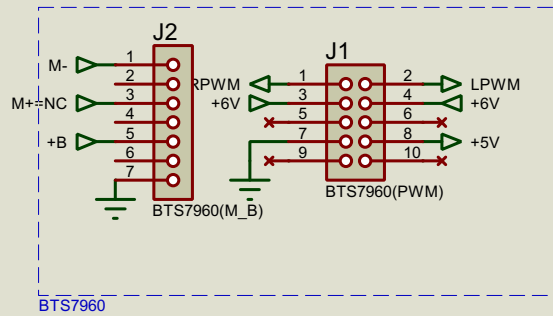 J2
M- 1
2
M+=NC 3
4
+B 5
6
7
BTS7960(M_B)
J1
RPWM 1 2 LPWM
+6V 3 4 +6V
5 6
7 8 +5V
9 10
BTS7960(PWM)
BTS7960